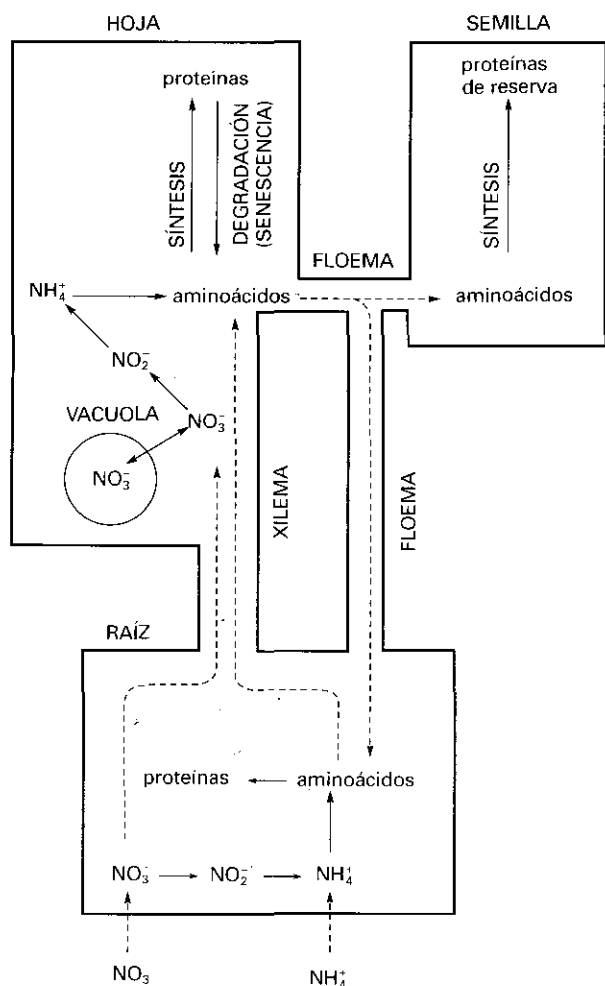 HOJA
SEMILLA
proteínas
proteínas
de reserva
SÍNTESIS
DEGRADACIÓN
(SENESCENCIA)
SÍNTESIS
FLOEMA
NH₄⁺
aminoácidos
aminoácidos
NO₂⁻
VACUOLA
NO₃⁻
NO₃⁻
XILEMA
FLOEMA
RAÍZ
proteínas
aminoácidos
NO₃⁻
NO₂⁻
NH₄⁺
NO₃
NH₄⁺